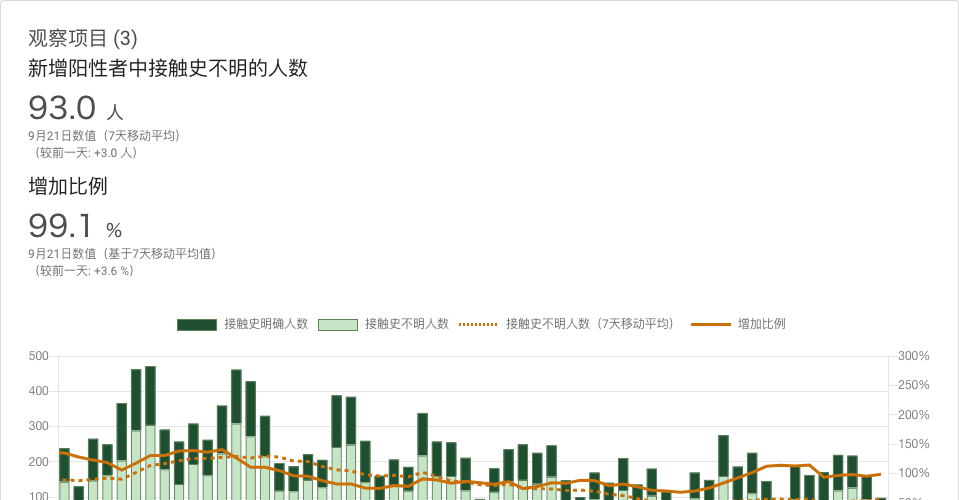 观察项目 (3)
新增阳性者中接触史不明的人数
93.0 人
9月21日数值（7天移动平均）
（较前一天: +3.0 人）
增加比例
99.1 %
9月21日数值（基于7天移动平均值）
（较前一天: +3.6 %）
接触史明确人数 接触史不明人数 接触史不明人数（7天移动平均） 增加比例
500 300%
250%
400
200%
300
150%
200
100%
100
50%